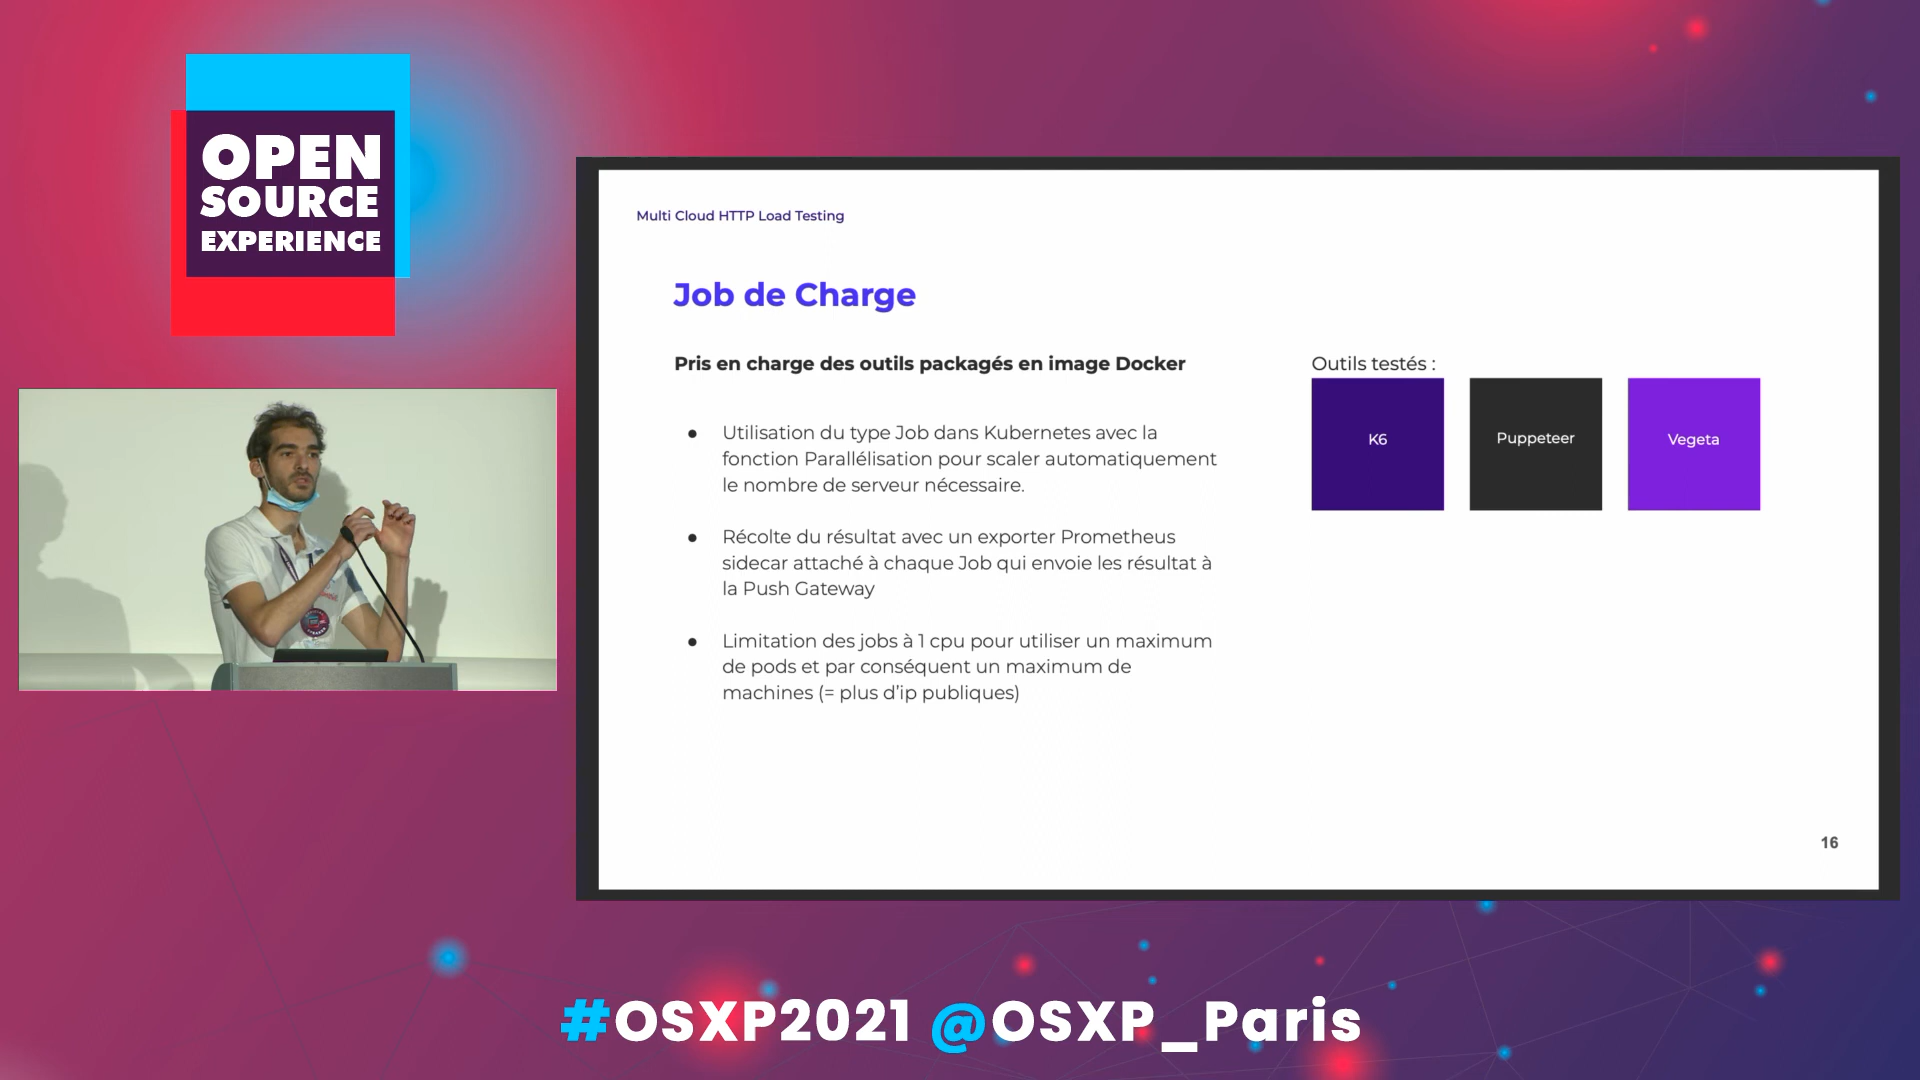 OPEN
SOURCE
EXPERIENCE
Multi Cloud HTTP Load Testing
Job de Charge
Pris en charge des outils packagés en image Docker
● Utilisation du type Job dans Kubernetes avec la
fonction Parallélisation pour scaler automatiquement
le nombre de serveur nécessaire.
● Récolte du résultat avec un exporter Prometheus
sidecar attaché à chaque Job qui envoie les résultat à
la Push Gateway
● Limitation des jobs à 1 cpu pour utiliser un maximum
de pods et par conséquent un maximum de
machines (= plus d'ip publiques)
Outils testés :
K6
Puppeteer
Vegeta
16
#OSXP2021 @OSXP_Paris